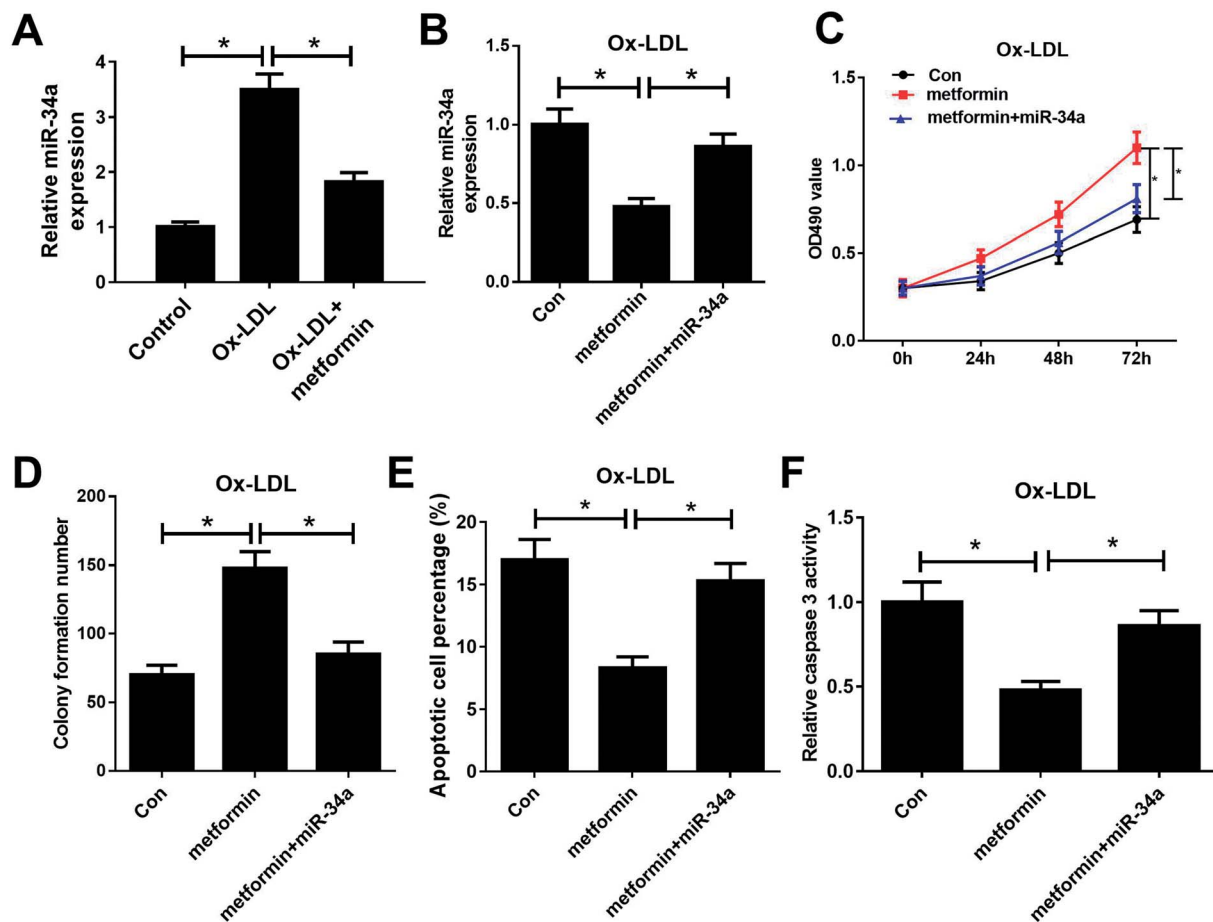 A
Relative miR-34a
expression
4
3
2
1
0
*
*
Control
Ox-LDL
Ox-LDL+
metformin
B
Ox-LDL
Relative miR-34a
expression
1.5
1.0
0.5
0.0
*
*
Con
metformin
metformin+miR-34a
C
Ox-LDL
OD490 value
1.5
1.0
0.5
0.0
Con
metformin
metformin+miR-34a
*
*
0h
24h
48h
72h
D
Ox-LDL
Colony formation number
200
150
100
50
0
*
*
Con
metformin
metformin+miR-34a
E
Ox-LDL
Apoptotic cell percentage (%)
20
15
10
5
0
*
*
Con
metformin
metformin+miR-34a
F
Ox-LDL
Relative caspase 3 activity
1.5
1.0
0.5
0.0
*
*
Con
metformin
metformin+miR-34a